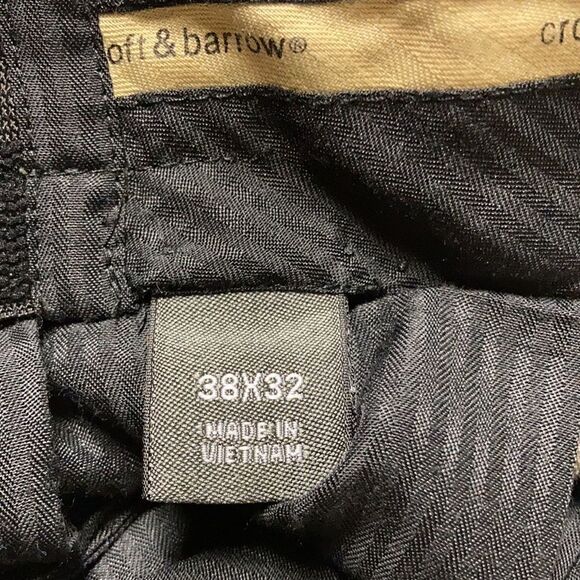 oft & barrow® cro
38X32
MADE IN
VIETNAM